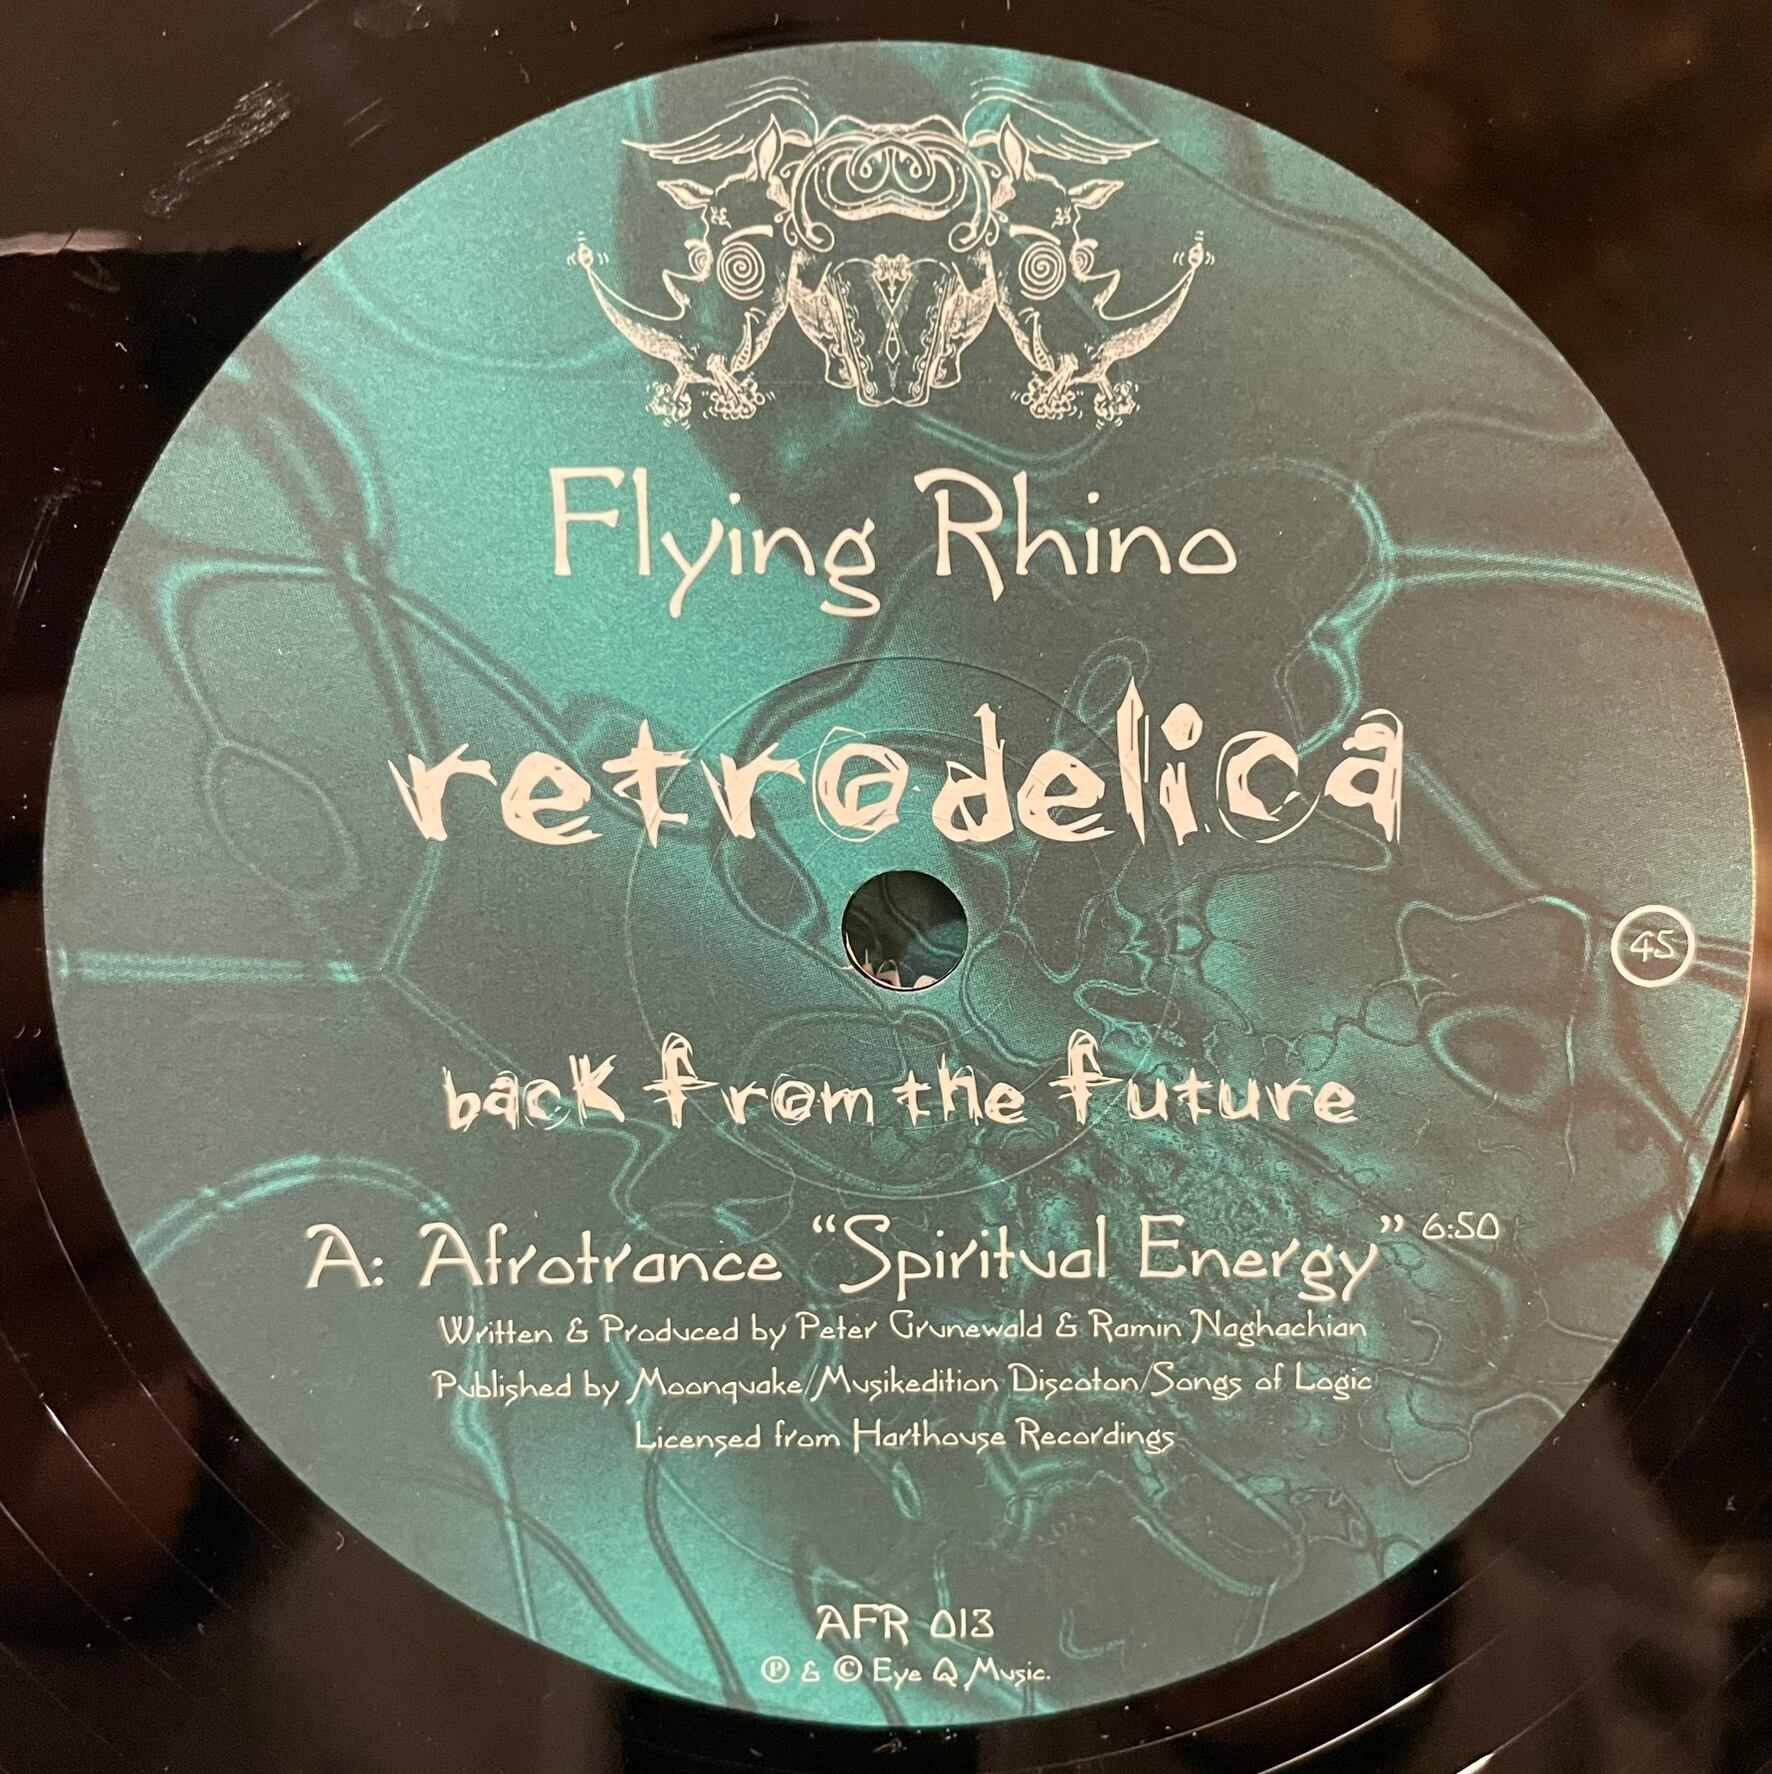 Flying Rhino
retrodelica
45
back from the future
A: Afrotrance “Spiritual Energy” 6:50
Written & Produced by Peter Grunewald & Ramin Naghachian
Published by Moonquake/Musikedition Discoton/Songs of Logic
Licensed from Harthouse Recordings
AFR 013
℗ & © Eye Q Music.